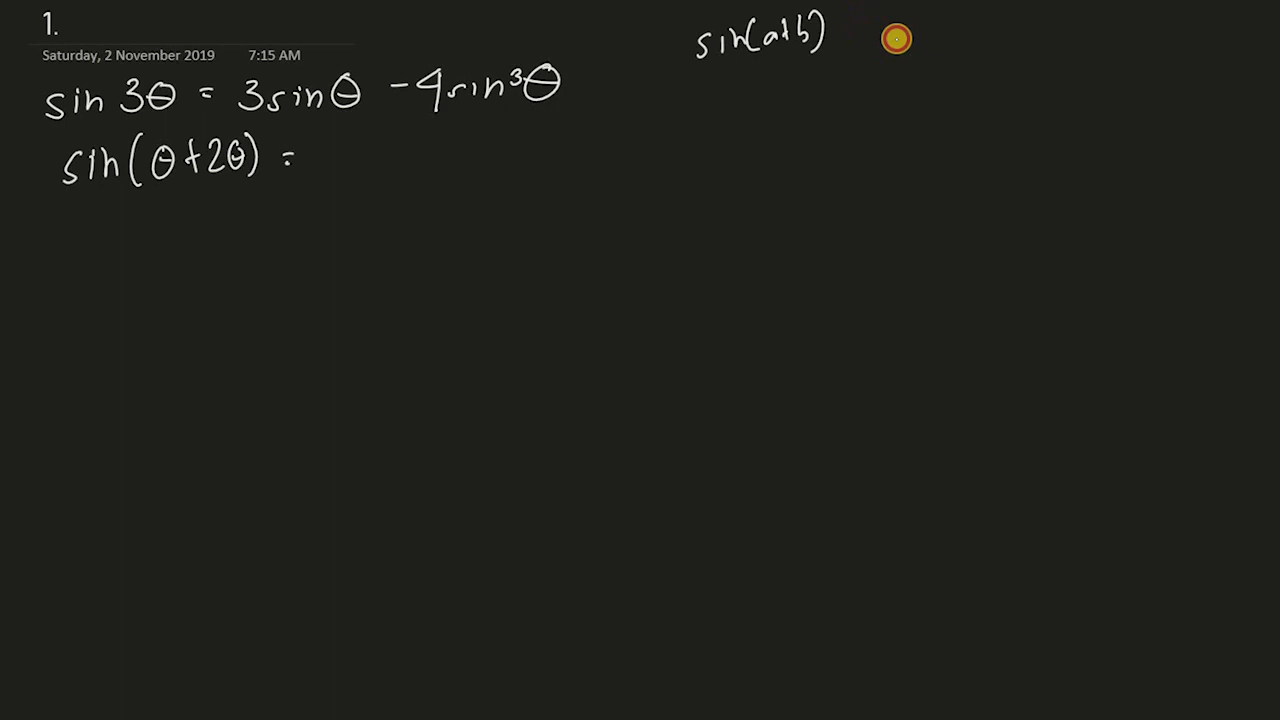 1.
Saturday, 2 November 2019 7:15 AM
sin 3θ = 3sinθ - 4sin³θ
sin(θ+2θ) =
sin(a+b)